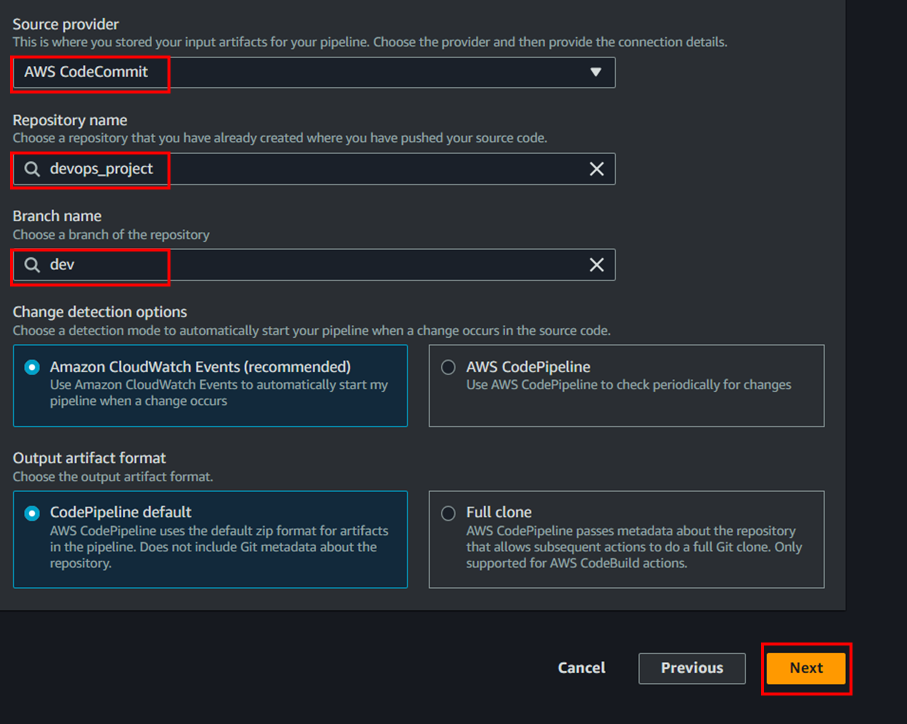 Source provider
This is where you stored your input artifacts for your pipeline. Choose the provider and then provide the connection details.
AWS CodeCommit
Repository name
Choose a repository that you have already created where you have pushed your source code.
devops_project
Branch name
Choose a branch of the repository
dev
Change detection options
Choose a detection mode to automatically start your pipeline when a change occurs in the source code.
Amazon CloudWatch Events (recommended)
Use Amazon CloudWatch Events to automatically start my
pipeline when a change occurs
AWS CodePipeline
Use AWS CodePipeline to check periodically for changes
Output artifact format
Choose the output artifact format.
CodePipeline default
AWS CodePipeline uses the default zip format for artifacts
in the pipeline. Does not include Git metadata about the
repository.
Full clone
AWS CodePipeline passes metadata about the repository
that allows subsequent actions to do a full Git clone. Only
supported for AWS CodeBuild actions.
Cancel
Previous
Next